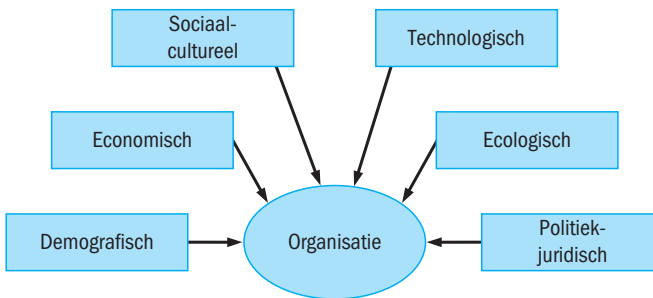 Sociaal-
cultureel
Technologisch
Economisch
Ecologisch
Demografisch
Organisatie
Politiek-
juridisch